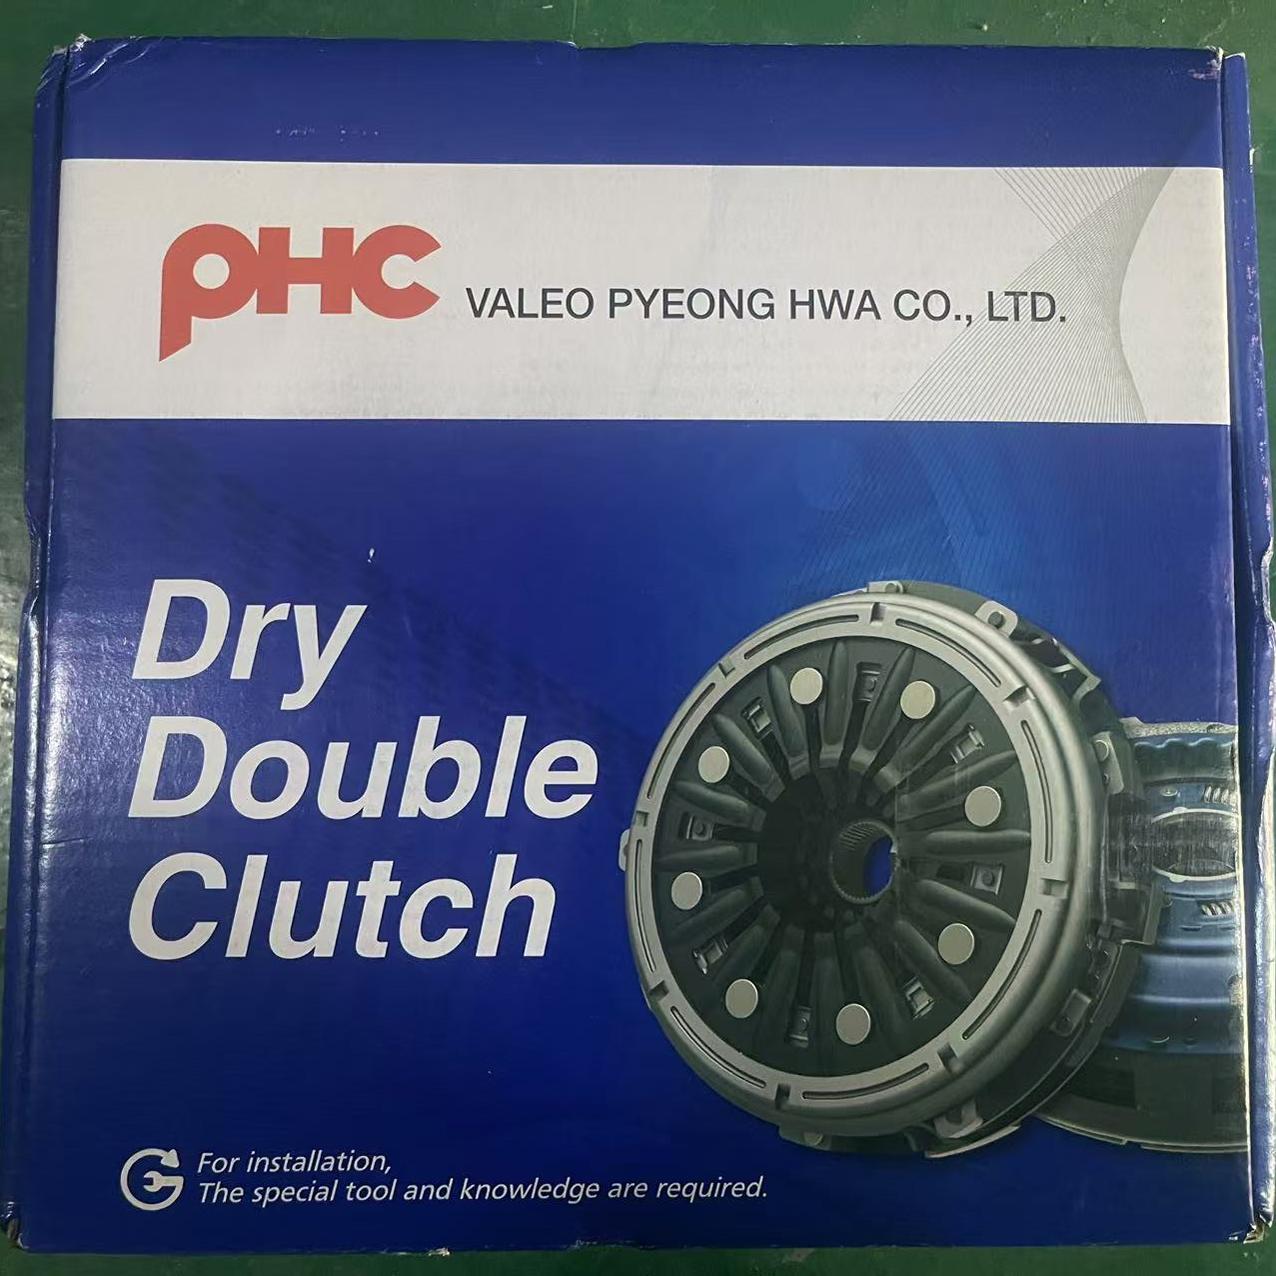 PHC VALEO PYEONG HWA CO., LTD.
Dry
Double
Clutch
For installation,
The special tool and knowledge are required.